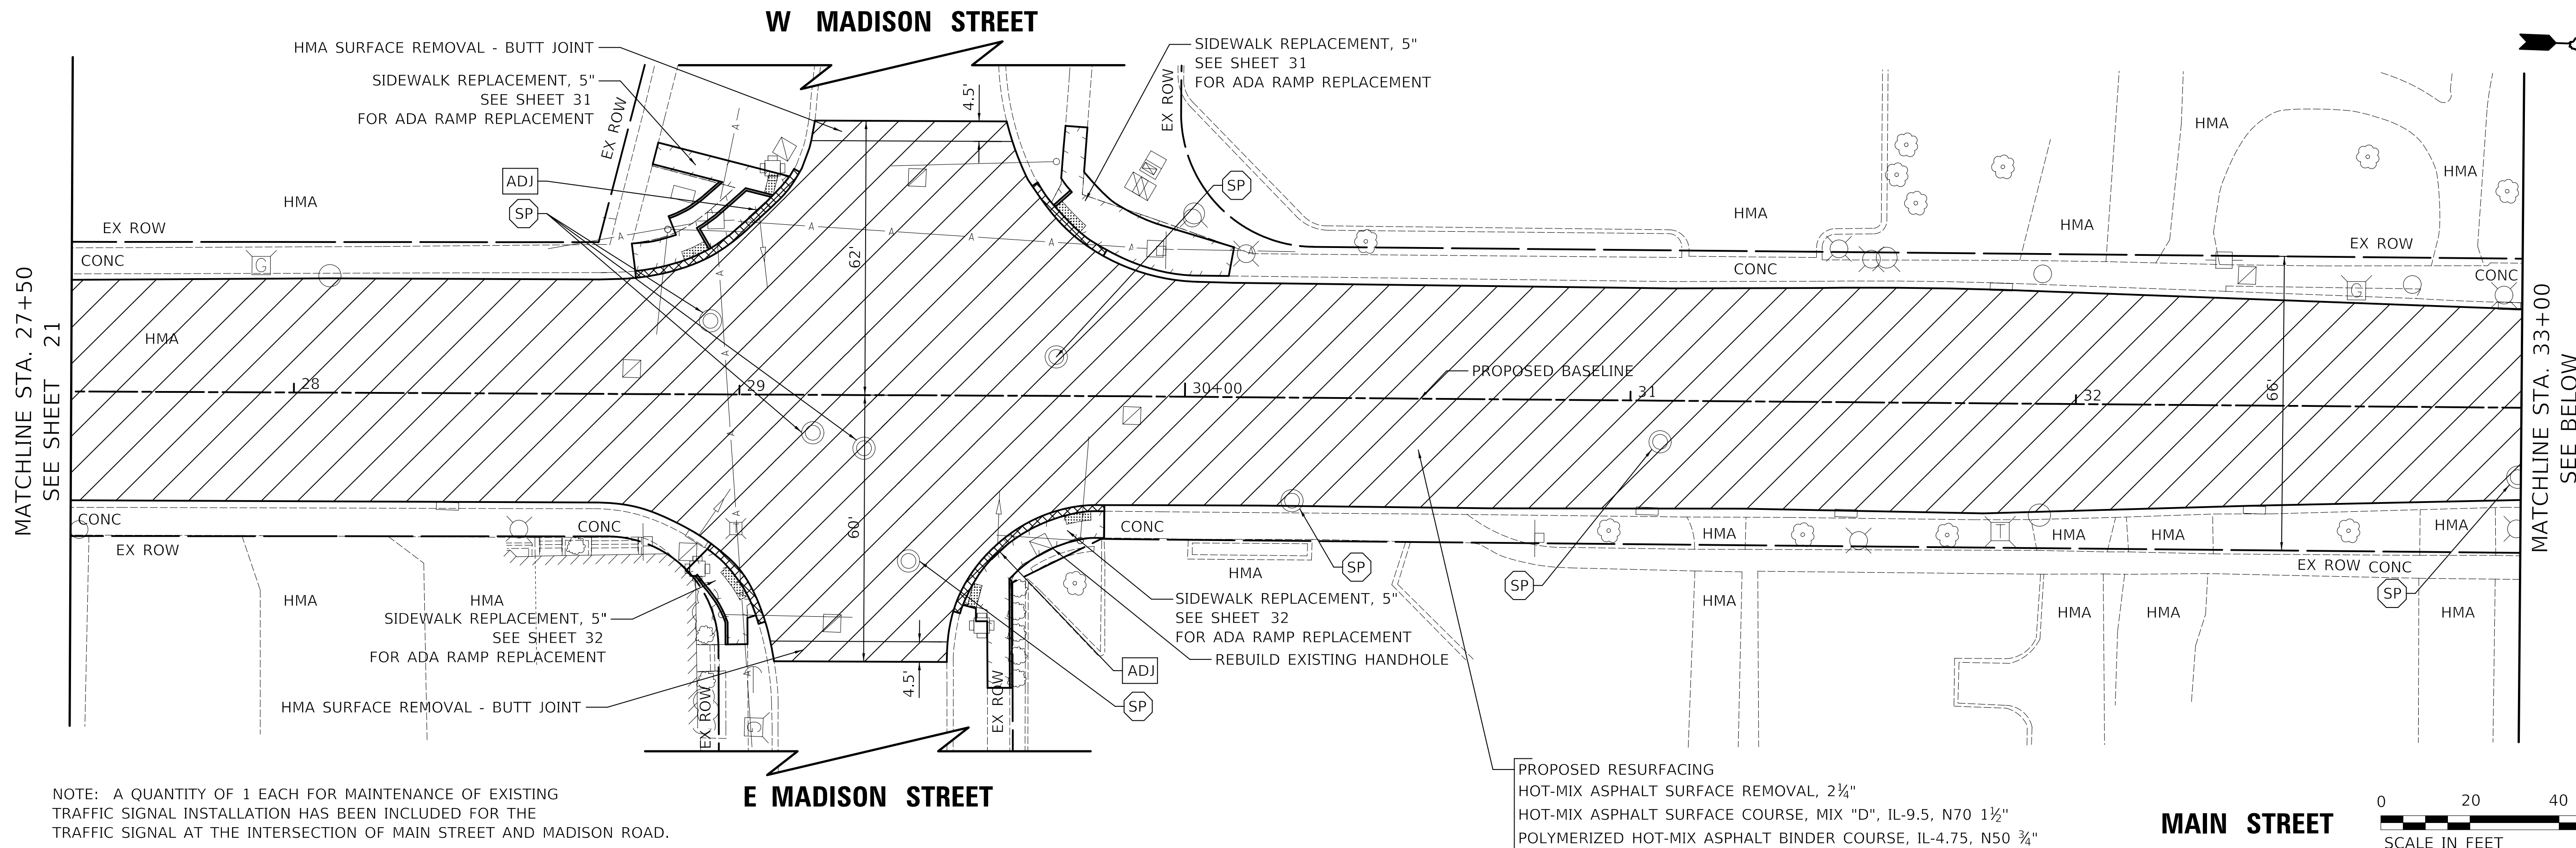 W MADISON STREET
HMA SURFACE REMOVAL - BUTT JOINT
SIDEWALK REPLACEMENT, 5"
SEE SHEET 31
FOR ADA RAMP REPLACEMENT
SIDEWALK REPLACEMENT, 5"
SEE SHEET 31
FOR ADA RAMP REPLACEMENT
EX ROW
EX ROW
4.5'
ADJ
SP
SP
HMA
HMA
HMA
HMA
HMA
EX ROW
EX ROW
CONC
CONC
CONC
G
G
62'
A
A
A
A
A
A
A
A
A
A
MATCHLINE STA. 27+50
SEE SHEET 21
HMA
28
29
30+00
PROPOSED BASELINE
31
32
66'
MATCHLINE STA. 33+00
SEE BELOW
60'
CONC
CONC
CONC
EX ROW
HMA
HMA
HMA
HMA
T
EX ROW CONC
SP
SP
SP
HMA
HMA
HMA
HMA
HMA
HMA
HMA
SIDEWALK REPLACEMENT, 5"
SEE SHEET 32
FOR ADA RAMP REPLACEMENT
SIDEWALK REPLACEMENT, 5"
SEE SHEET 32
FOR ADA RAMP REPLACEMENT
REBUILD EXISTING HANDHOLE
ADJ
SP
4.5'
HMA SURFACE REMOVAL - BUTT JOINT
EX ROW
EX ROW
G
E MADISON STREET
NOTE: A QUANTITY OF 1 EACH FOR MAINTENANCE OF EXISTING
TRAFFIC SIGNAL INSTALLATION HAS BEEN INCLUDED FOR THE
TRAFFIC SIGNAL AT THE INTERSECTION OF MAIN STREET AND MADISON ROAD.
PROPOSED RESURFACING
HOT-MIX ASPHALT SURFACE REMOVAL, 2¼"
HOT-MIX ASPHALT SURFACE COURSE, MIX "D", IL-9.5, N70 1½"
POLYMERIZED HOT-MIX ASPHALT BINDER COURSE, IL-4.75, N50 ¾"
MAIN STREET
0 20 40
SCALE IN FEET